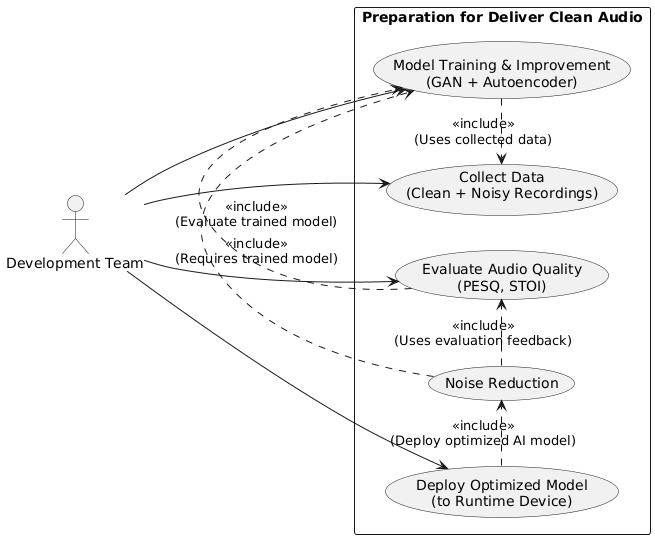 Preparation for Deliver Clean Audio
Model Training & Improvement
(GAN + Autoencoder)
«include»
(Uses collected data)
Collect Data
(Clean + Noisy Recordings)
«include»
(Evaluate trained model)
«include»
(Requires trained model)
Development Team
Evaluate Audio Quality
(PESQ, STOI)
«include»
(Uses evaluation feedback)
Noise Reduction
«include»
(Deploy optimized AI model)
Deploy Optimized Model
(to Runtime Device)